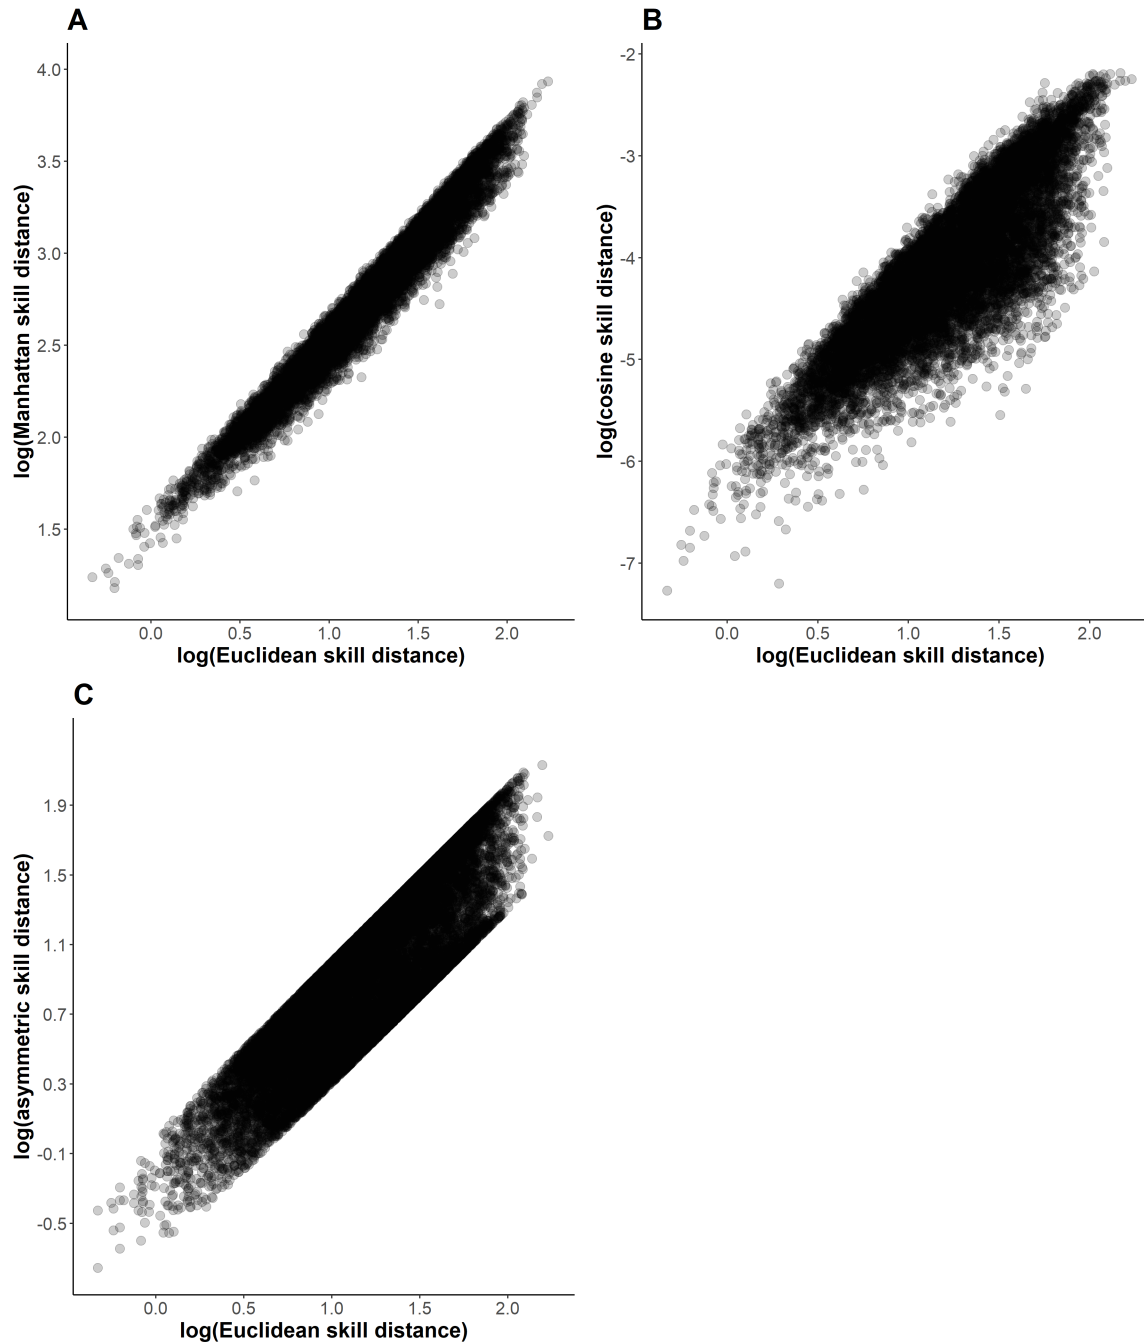 A
4.0
3.5
3.0
2.5
2.0
1.5
log(Manhattan skill distance)
0.0 0.5 1.0 1.5 2.0
log(Euclidean skill distance)
B
-2
-3
-4
-5
-6
-7
log(cosine skill distance)
0.0 0.5 1.0 1.5 2.0
log(Euclidean skill distance)
C
1.9
1.5
1.1
0.7
0.3
-0.1
-0.5
log(asymmetric skill distance)
0.0 0.5 1.0 1.5 2.0
log(Euclidean skill distance)